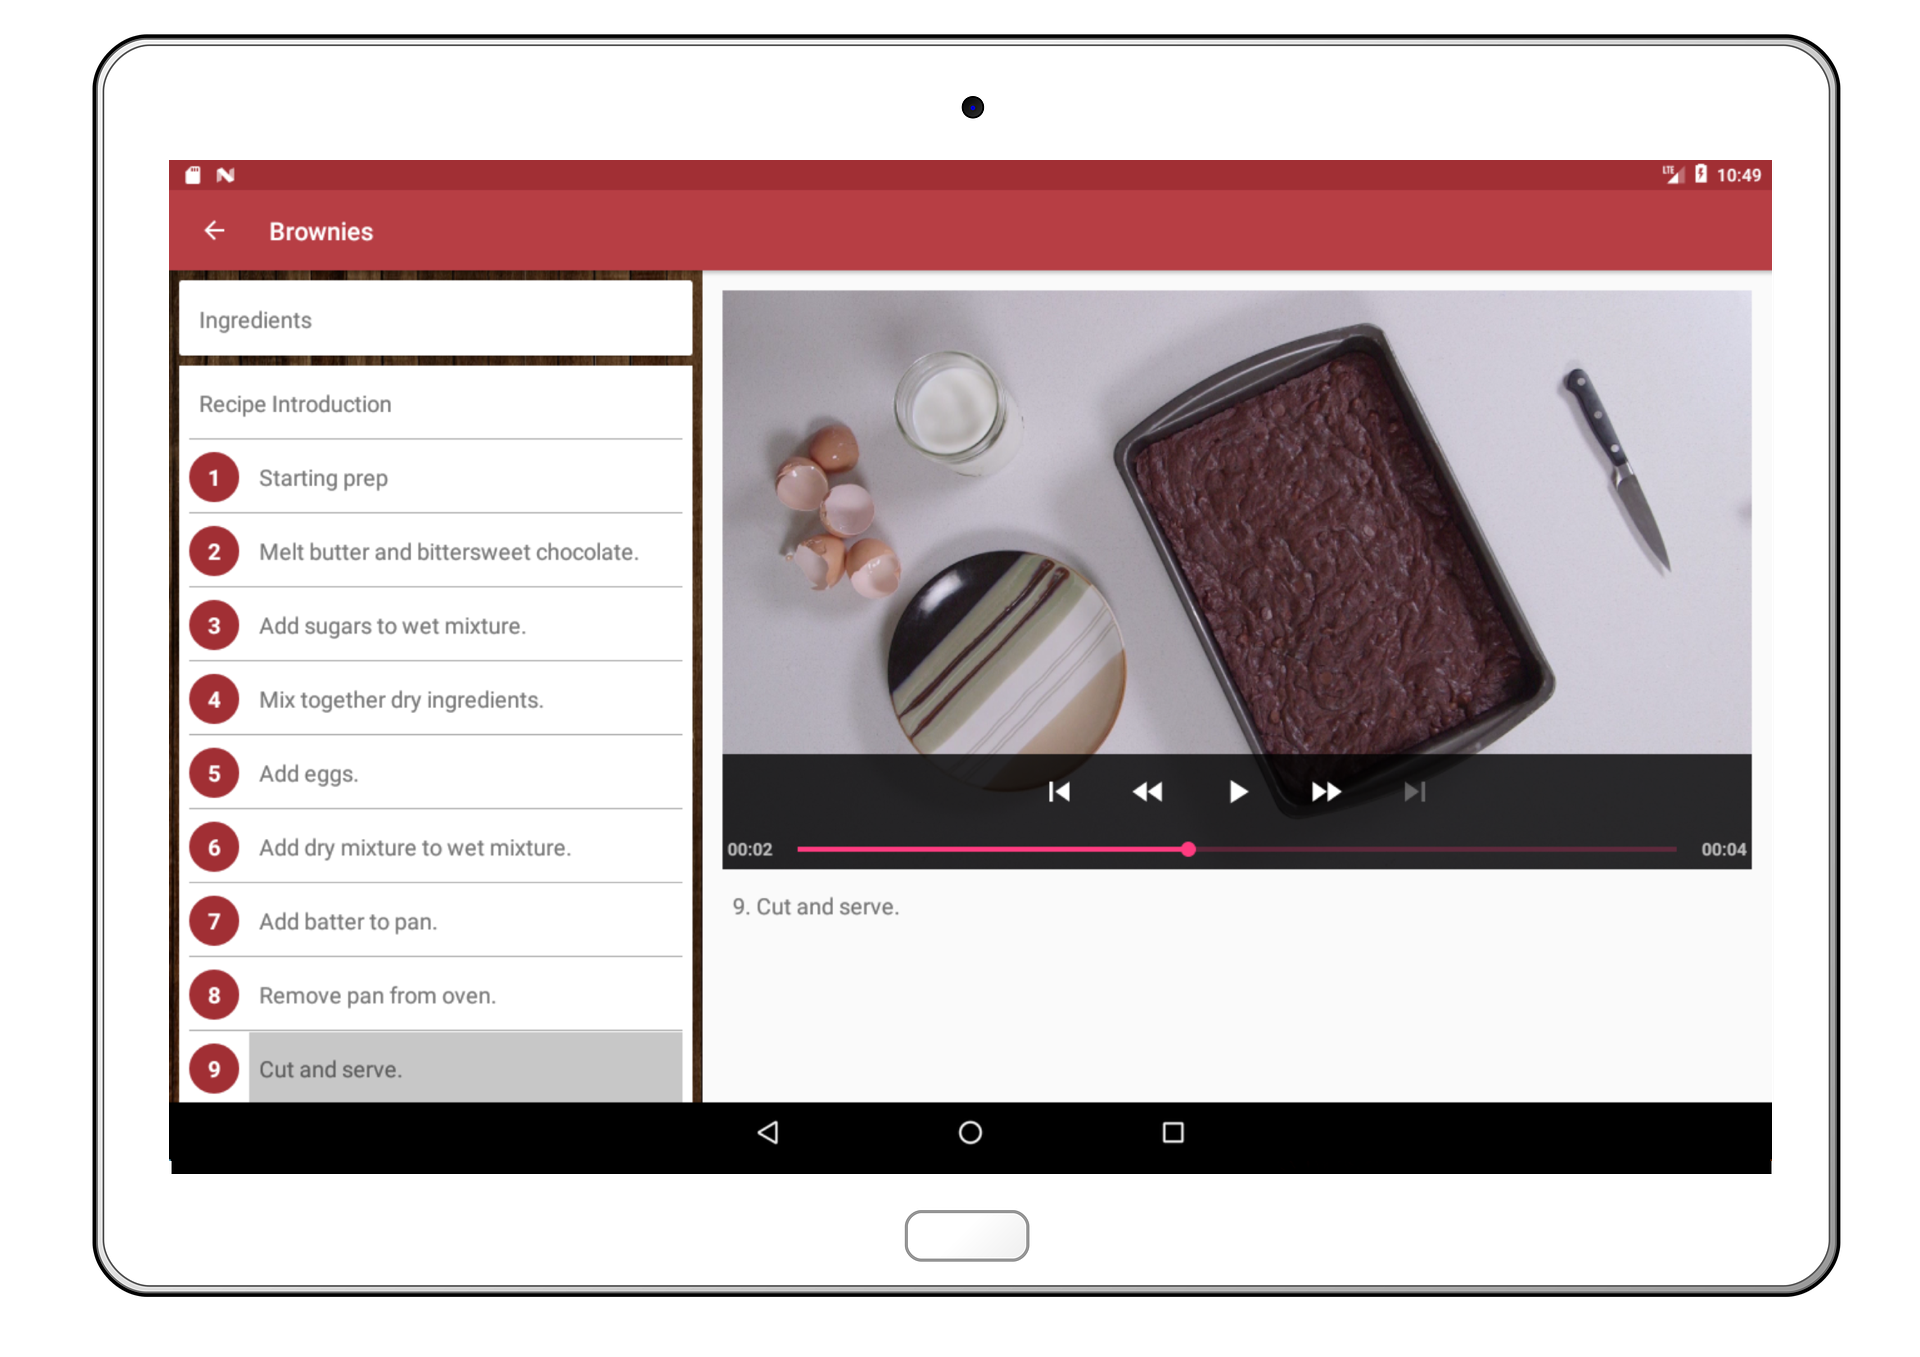 LTE 10:49
Brownies
Ingredients
Recipe Introduction
1 Starting prep
2 Melt butter and bittersweet chocolate.
3 Add sugars to wet mixture.
4 Mix together dry ingredients.
5 Add eggs.
6 Add dry mixture to wet mixture.
7 Add batter to pan.
8 Remove pan from oven.
9 Cut and serve.
00:02 00:04
9. Cut and serve.